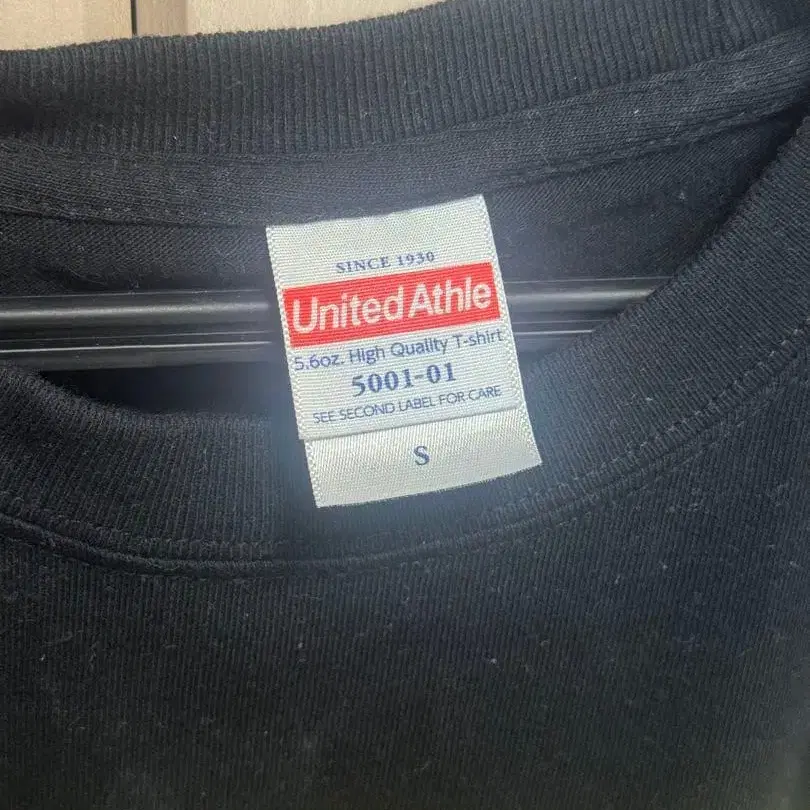 SINCE 1930
United Athle
5.6oz. High Quality T-shirt
5001-01
SEE SECOND LABEL FOR CARE
S